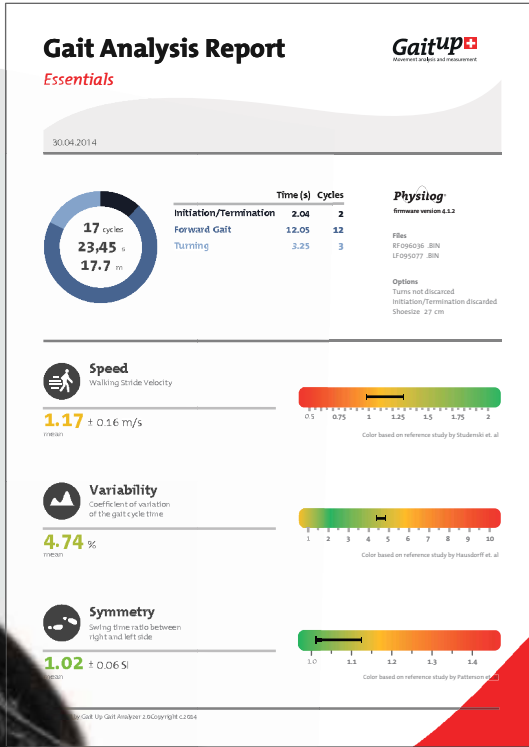 Gait Analysis Report
Essentials
Gaitup
Movement analysis and measurement
30.04.2014
17 cycles
23,45 s
17.7 m
Time (s) Cycles
Initiation/Termination 2.04 2
Forward Gait 12.05 12
Turning 3.25 3
Physilog
firmware version 4.1.2
Files
RF096036 .BIN
LF095077 .BIN
Options
Turns not discarced
Initiation/Termination discarded
Shoesize 27 cm
Speed
Walking Stride Velocity
1.17 ± 0.16 m/s
mean
0.5 0.75 1 1.25 1.5 1.75 2
Color based on reference study by Studenski et. al
Variability
Coefficient of variation
of the gait cycle time
4.74 %
mean
1 2 3 4 5 6 7 8 9 10
Color based on reference study by Hausdorff et. al
Symmetry
Swing time ratio between
right and left side
1.02 ± 0.06 SI
mean
1.0 1.1 1.2 1.3 1.4
Color based on reference study by Patterson et.
by Gait Up Gait Analyzer 2.0 Copyright c 2014